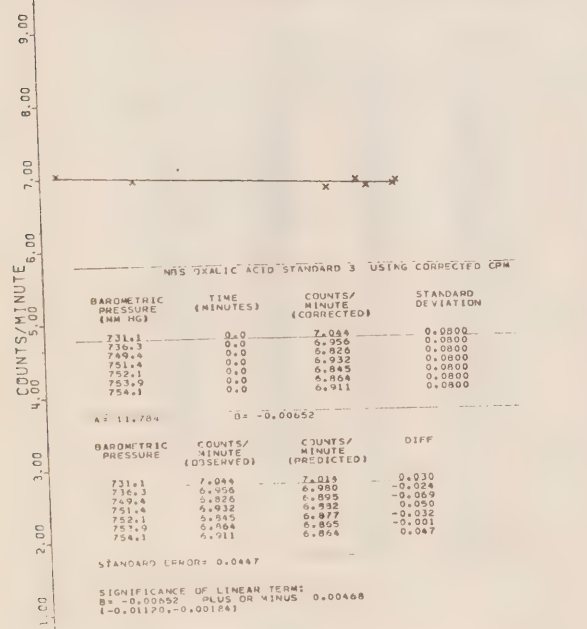 9.00
8.00
7.00
6.00
5.00
4.00
3.00
2.00
1.00
COUNTS/MINUTE
NBS OXALIC ACID STANDARD 3 USING CORRECTED CPM
BAROMETRIC TIME COUNTS/ STANDARD
PRESSURE (MINUTES) MINUTE DEVIATION
(MM HG) (CORRECTED)
731.1 0.0 7.044 0.0800
736.3 0.0 6.956 0.0800
749.4 0.0 6.826 0.0800
751.4 0.0 6.932 0.0800
752.1 0.0 6.845 0.0800
753.9 0.0 6.864 0.0800
754.1 0.0 6.911 0.0800
A= 11.784 B= -0.00652
BAROMETRIC COUNTS/ COUNTS/ DIFF
PRESSURE MINUTE MINUTE
(OBSERVED) (PREDICTED)
731.1 7.044 7.014 0.030
736.3 6.956 6.980 -0.024
749.4 6.826 6.895 -0.069
751.4 6.932 6.882 0.050
752.1 6.845 6.877 -0.032
753.9 6.864 6.865 -0.001
754.1 6.911 6.864 0.047
STANDARD ERROR= 0.0447
SIGNIFICANCE OF LINEAR TERM:
B= -0.00652 PLUS OR MINUS 0.00468
(-0.01120,-0.00184)